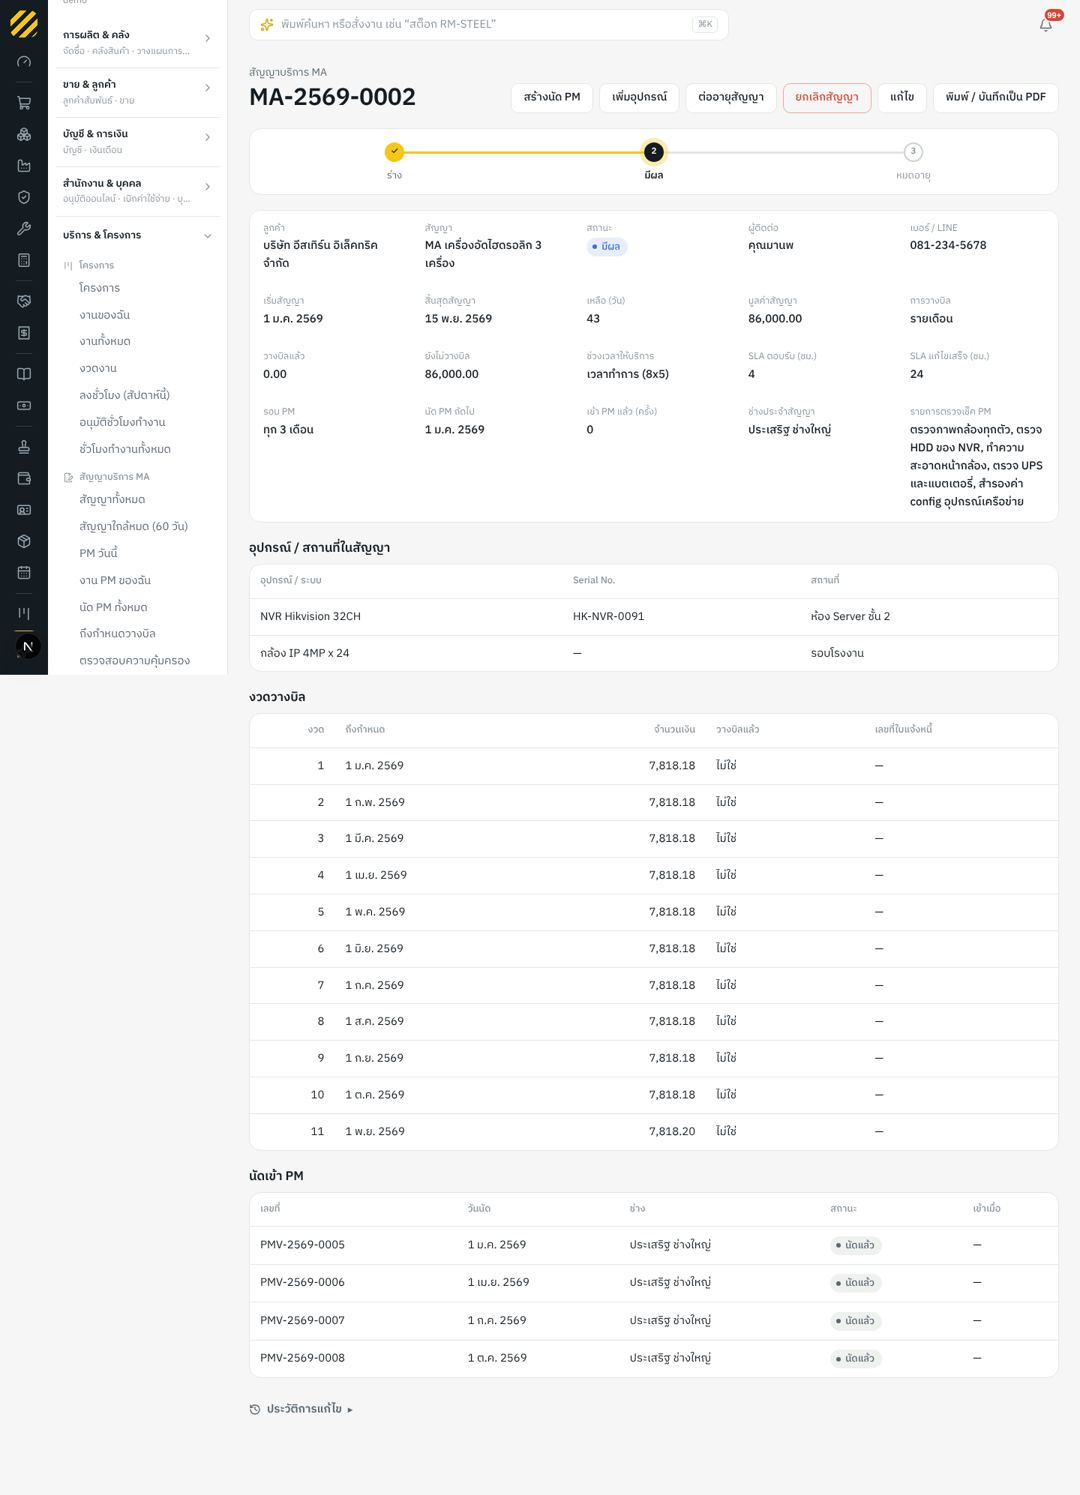 demo
การผลิต & คลัง
จัดซื้อ · คลังสินค้า · วางแผนการ...
ขาย & ลูกค้า
ลูกค้าสัมพันธ์ · ขาย
บัญชี & การเงิน
บัญชี · เงินเดือน
สำนักงาน & บุคคล
อนุมัติออนไลน์ · เบิกค่าใช้จ่าย · บุ...
บริการ & โครงการ
โครงการ
โครงการ
งานของฉัน
งานทั้งหมด
งวดงาน
ลงชั่วโมง (สัปดาห์นี้)
อนุมัติชั่วโมงทำงาน
ชั่วโมงทำงานทั้งหมด
สัญญาบริการ MA
สัญญาทั้งหมด
สัญญาใกล้หมด (60 วัน)
PM วันนี้
งาน PM ของฉัน
นัด PM ทั้งหมด
ถึงกำหนดวางบิล
ตรวจสอบความคุ้มครอง
N
พิมพ์ค้นหา หรือสั่งงาน เช่น “สต็อก RM-STEEL”
⌘K
99+
สัญญาบริการ MA
MA-2569-0002
สร้างนัด PM
เพิ่มอุปกรณ์
ต่ออายุสัญญา
ยกเลิกสัญญา
แก้ไข
พิมพ์ / บันทึกเป็น PDF
2
3
ร่าง
มีผล
หมดอายุ
ลูกค้า
บริษัท อีสเทิร์น อิเล็คทริค
จำกัด
สัญญา
MA เครื่องอัดไฮดรอลิก 3
เครื่อง
สถานะ
มีผล
ผู้ติดต่อ
คุณมานพ
เบอร์ / LINE
081-234-5678
เริ่มสัญญา
1 ม.ค. 2569
สิ้นสุดสัญญา
15 พ.ย. 2569
เหลือ (วัน)
43
มูลค่าสัญญา
86,000.00
การวางบิล
รายเดือน
วางบิลแล้ว
0.00
ยังไม่วางบิล
86,000.00
ช่วงเวลาให้บริการ
เวลาทำการ (8x5)
SLA ตอบรับ (ชม.)
4
SLA แก้ไขเสร็จ (ชม.)
24
รอบ PM
ทุก 3 เดือน
นัด PM ถัดไป
1 ม.ค. 2569
เข้า PM แล้ว (ครั้ง)
0
ช่างประจำสัญญา
ประเสริฐ ช่างใหญ่
รายการตรวจเช็ค PM
ตรวจภาพกล้องทุกตัว, ตรวจ
HDD ของ NVR, ทำความ
สะอาดหน้ากล้อง, ตรวจ UPS
และแบตเตอรี่, สำรองค่า
config อุปกรณ์เครือข่าย
อุปกรณ์ / สถานที่ในสัญญา
อุปกรณ์ / ระบบ Serial No. สถานที่
NVR Hikvision 32CH HK-NVR-0091 ห้อง Server ชั้น 2
กล้อง IP 4MP x 24 — รอบโรงงาน
งวดวางบิล
งวด ถึงกำหนด จำนวนเงิน วางบิลแล้ว เลขที่ใบแจ้งหนี้
1 1 ม.ค. 2569 7,818.18 ไม่ใช่ —
2 1 ก.พ. 2569 7,818.18 ไม่ใช่ —
3 1 มี.ค. 2569 7,818.18 ไม่ใช่ —
4 1 เม.ย. 2569 7,818.18 ไม่ใช่ —
5 1 พ.ค. 2569 7,818.18 ไม่ใช่ —
6 1 มิ.ย. 2569 7,818.18 ไม่ใช่ —
7 1 ก.ค. 2569 7,818.18 ไม่ใช่ —
8 1 ส.ค. 2569 7,818.18 ไม่ใช่ —
9 1 ก.ย. 2569 7,818.18 ไม่ใช่ —
10 1 ต.ค. 2569 7,818.18 ไม่ใช่ —
11 1 พ.ย. 2569 7,818.20 ไม่ใช่ —
นัดเข้า PM
เลขที่ วันนัด ช่าง สถานะ เข้าเมื่อ
PMV-2569-0005 1 ม.ค. 2569 ประเสริฐ ช่างใหญ่ นัดแล้ว —
PMV-2569-0006 1 เม.ย. 2569 ประเสริฐ ช่างใหญ่ นัดแล้ว —
PMV-2569-0007 1 ก.ค. 2569 ประเสริฐ ช่างใหญ่ นัดแล้ว —
PMV-2569-0008 1 ต.ค. 2569 ประเสริฐ ช่างใหญ่ นัดแล้ว —
ประวัติการแก้ไข ▸